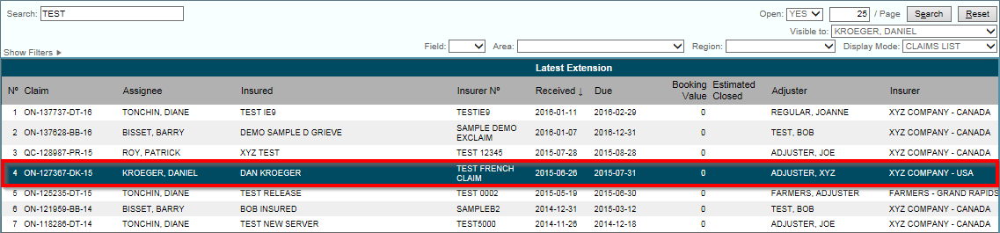 Search: TEST Open: YES 25 / Page Search Reset
Visible to: KROEGER, DANIEL
Show Filters ▶ Field: Area: Region: Display Mode: CLAIMS LIST
Latest Extension
Nº Claim Assignee Insured Insurer Nº Received ↓ Due Booking Value Estimated Closed Adjuster Insurer
1 ON-137737-DT-16 TONCHIN, DIANE TEST IE9 TESTIE9 2016-01-11 2016-02-29 0 REGULAR, JOANNE XYZ COMPANY - CANADA
2 ON-137628-BB-16 BISSET, BARRY DEMO SAMPLE D GRIEVE SAMPLE DEMO EXCLAIM 2016-01-07 2016-12-31 0 TEST, BOB XYZ COMPANY - CANADA
3 QC-128987-PR-15 ROY, PATRICK XYZ TEST TEST 12345 2015-07-28 2015-08-28 0 ADJUSTER, JOE XYZ COMPANY - CANADA
4 ON-127367-DK-15 KROEGER, DANIEL DAN KROEGER TEST FRENCH CLAIM 2015-06-26 2015-07-31 0 ADJUSTER, XYZ XYZ COMPANY - USA
5 ON-125235-DT-15 TONCHIN, DIANE TEST RELEASE TEST 0002 2015-05-19 2015-06-30 0 FARMERS, ADJUSTER FARMERS - GRAND RAPIDS
6 ON-121959-BB-14 BISSET, BARRY BOB INSURED SAMPLEB2 2014-12-31 2015-03-12 0 TEST, BOB XYZ COMPANY - CANADA
7 ON-118286-DT-14 TONCHIN, DIANE TEST NEW SERVER TEST5000 2014-11-26 2014-12-18 0 ADJUSTER, JOE XYZ COMPANY - CANADA